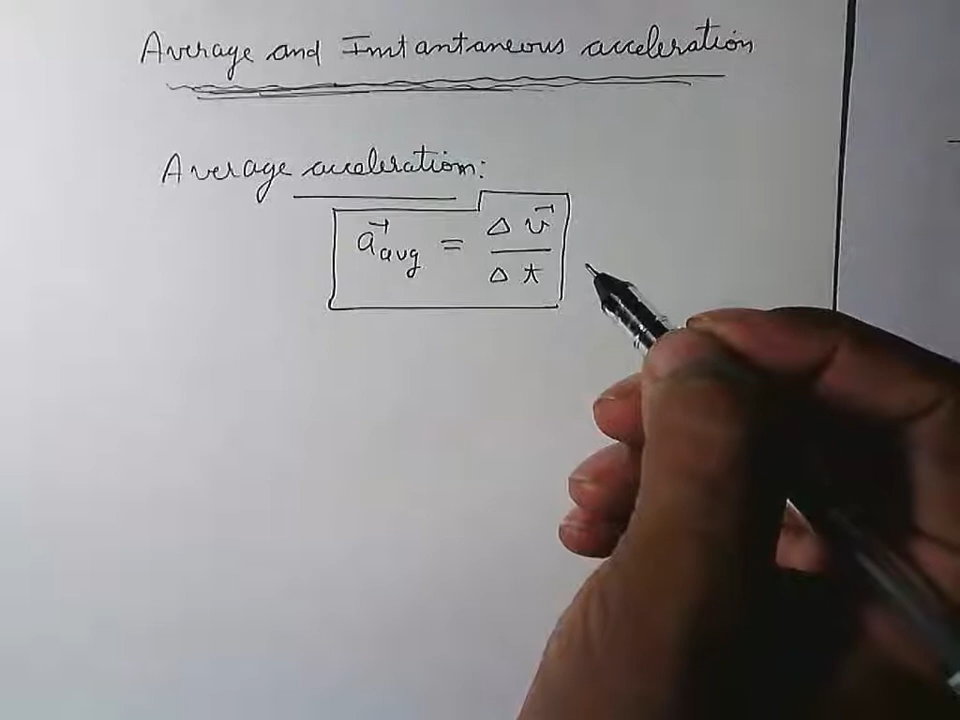 Average and Instantaneous acceleration
Average acceleration:
a⃗avg = Δv⃗ / Δt